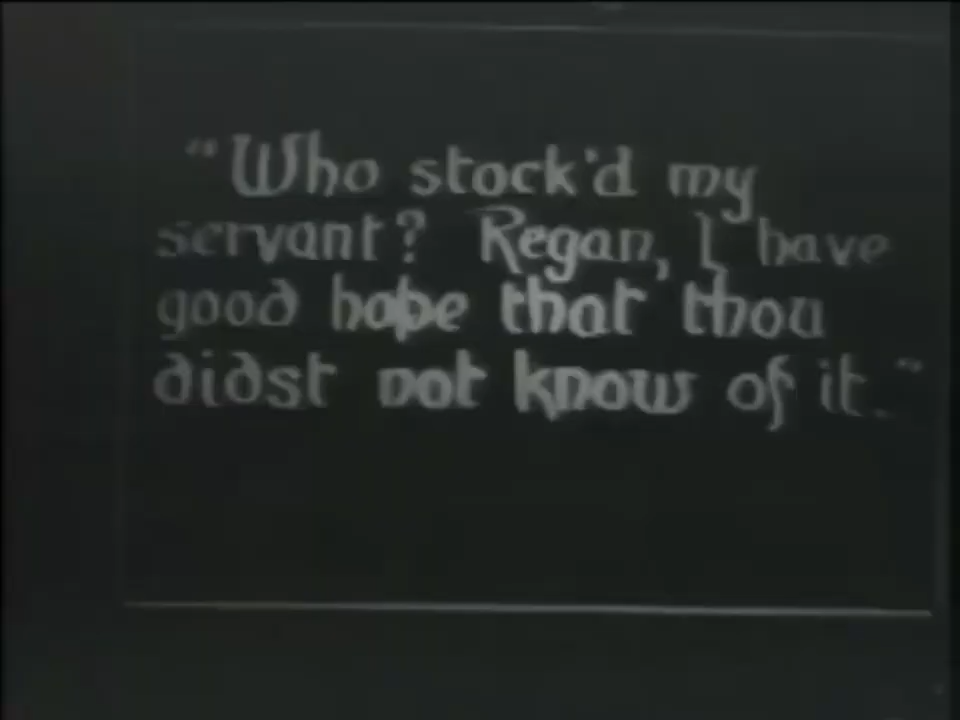 "Who stock'd my
servant? Regan, I have
good hope that thou
didst not know of it."